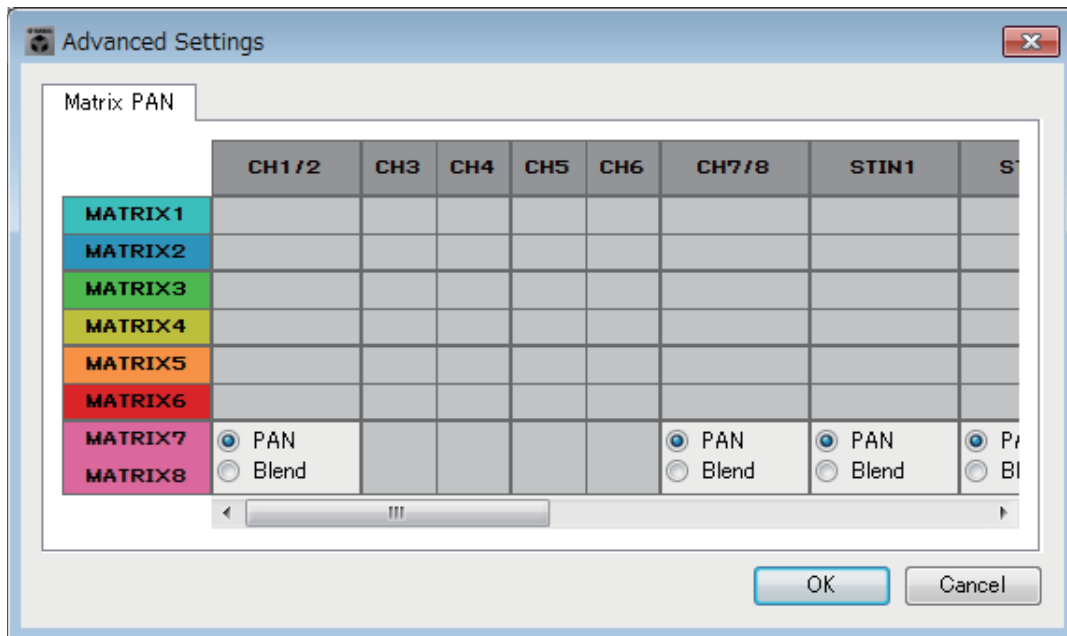 Advanced Settings
Matrix PAN
CH1/2 CH3 CH4 CH5 CH6 CH7/8 STIN1
MATRIX1
MATRIX2
MATRIX3
MATRIX4
MATRIX5
MATRIX6
MATRIX7 PAN PAN PAN
MATRIX8 Blend Blend Blend
OK Cancel